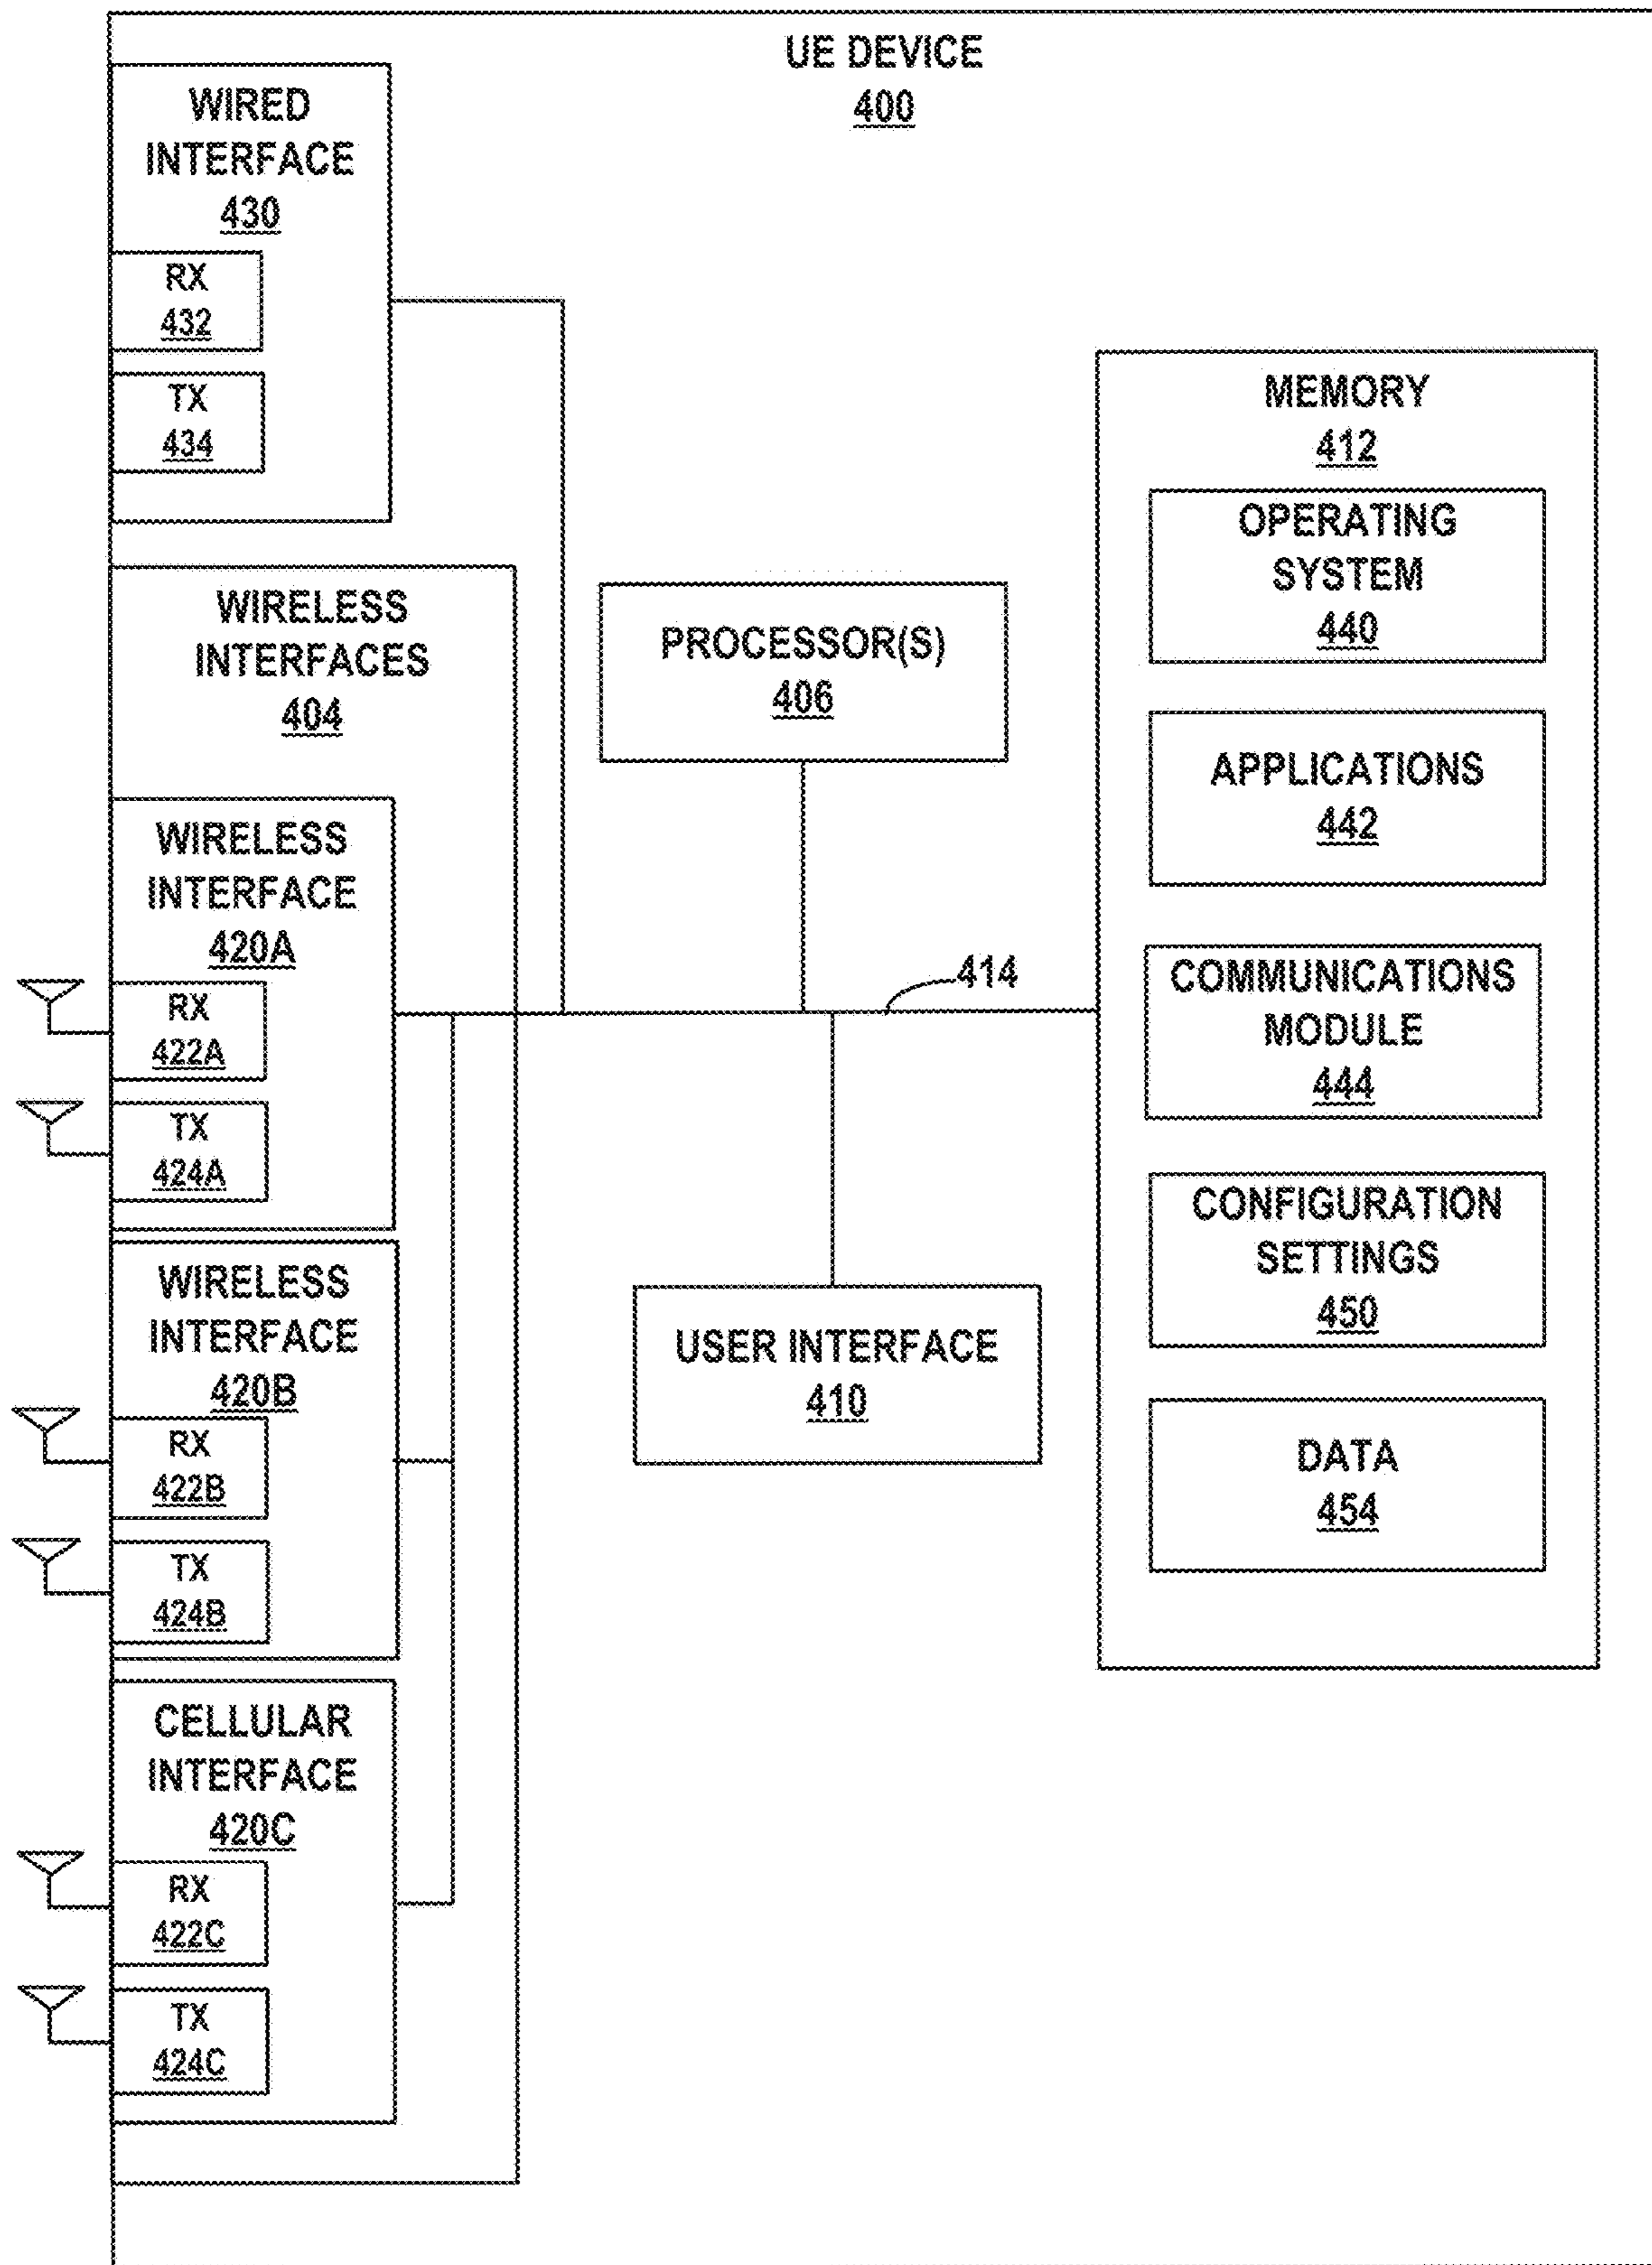 UE DEVICE
400
WIRED
INTERFACE
430
RX
432
TX
434
WIRELESS
INTERFACES
404
WIRELESS
INTERFACE
420A
RX
422A
TX
424A
WIRELESS
INTERFACE
420B
RX
422B
TX
424B
CELLULAR
INTERFACE
420C
RX
422C
TX
424C
PROCESSOR(S)
406
414
USER INTERFACE
410
MEMORY
412
OPERATING
SYSTEM
440
APPLICATIONS
442
COMMUNICATIONS
MODULE
444
CONFIGURATION
SETTINGS
450
DATA
454